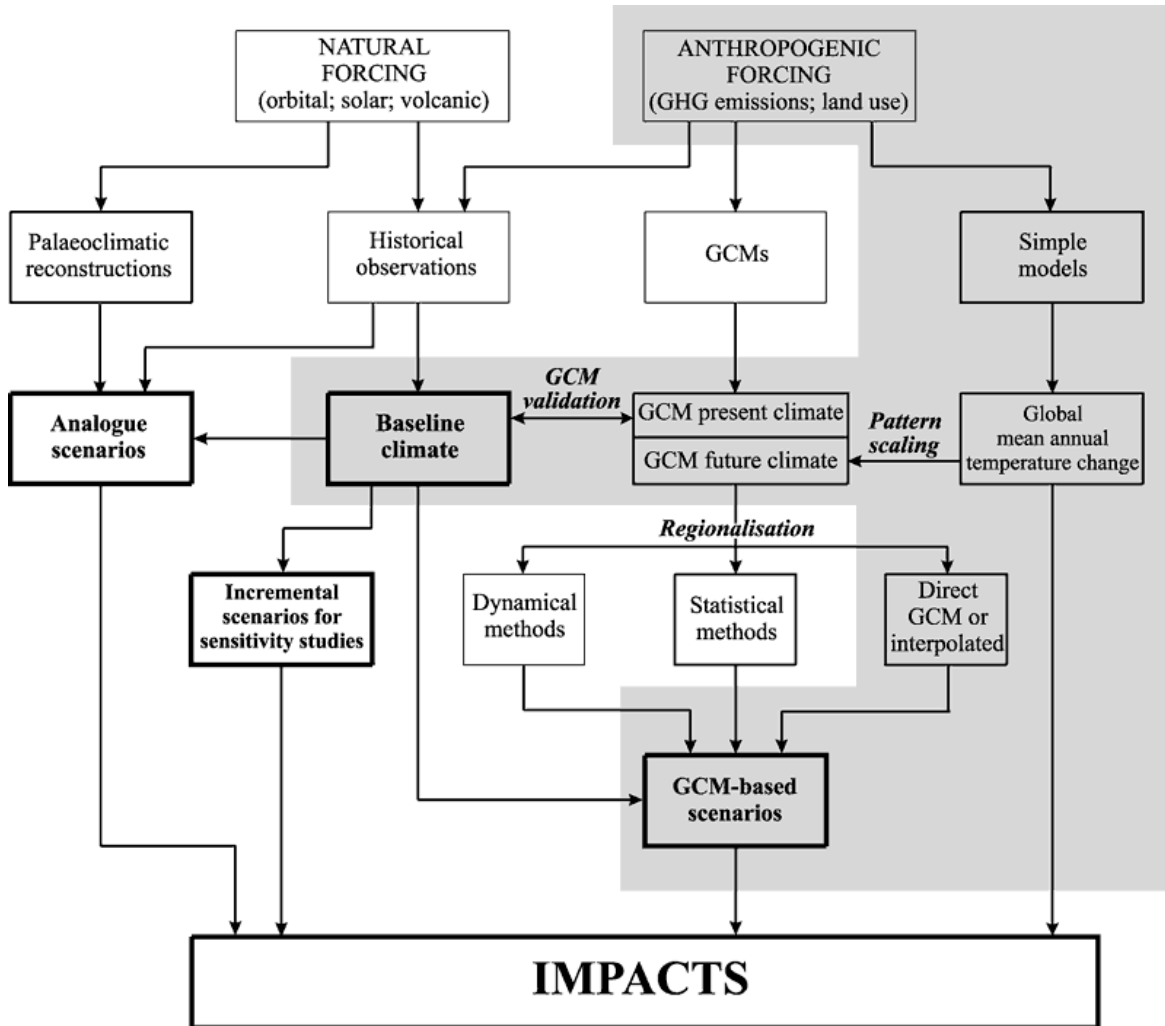 NATURAL
FORCING
(orbital; solar; volcanic)
ANTHROPOGENIC
FORCING
(GHG emissions; land use)
Palaeoclimatic
reconstructions
Historical
observations
GCMs
Simple
models
Analogue
scenarios
Baseline
climate
GCM
validation
GCM present climate
GCM future climate
Pattern
scaling
Global
mean annual
temperature change
Regionalisation
Incremental
scenarios for
sensitivity studies
Dynamical
methods
Statistical
methods
Direct
GCM or
interpolated
GCM-based
scenarios
IMPACTS